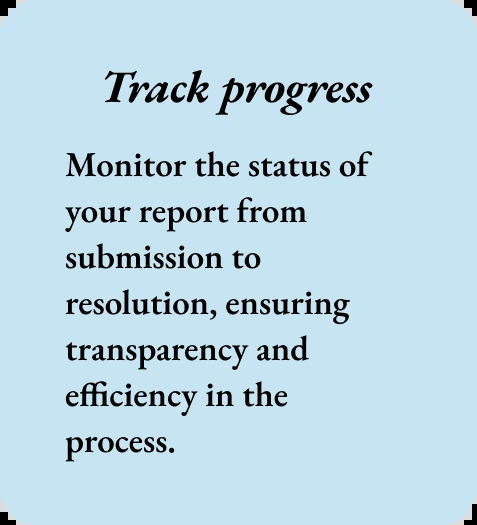 Track progress
Monitor the status of
your report from
submission to
resolution, ensuring
transparency and
efficiency in the
process.